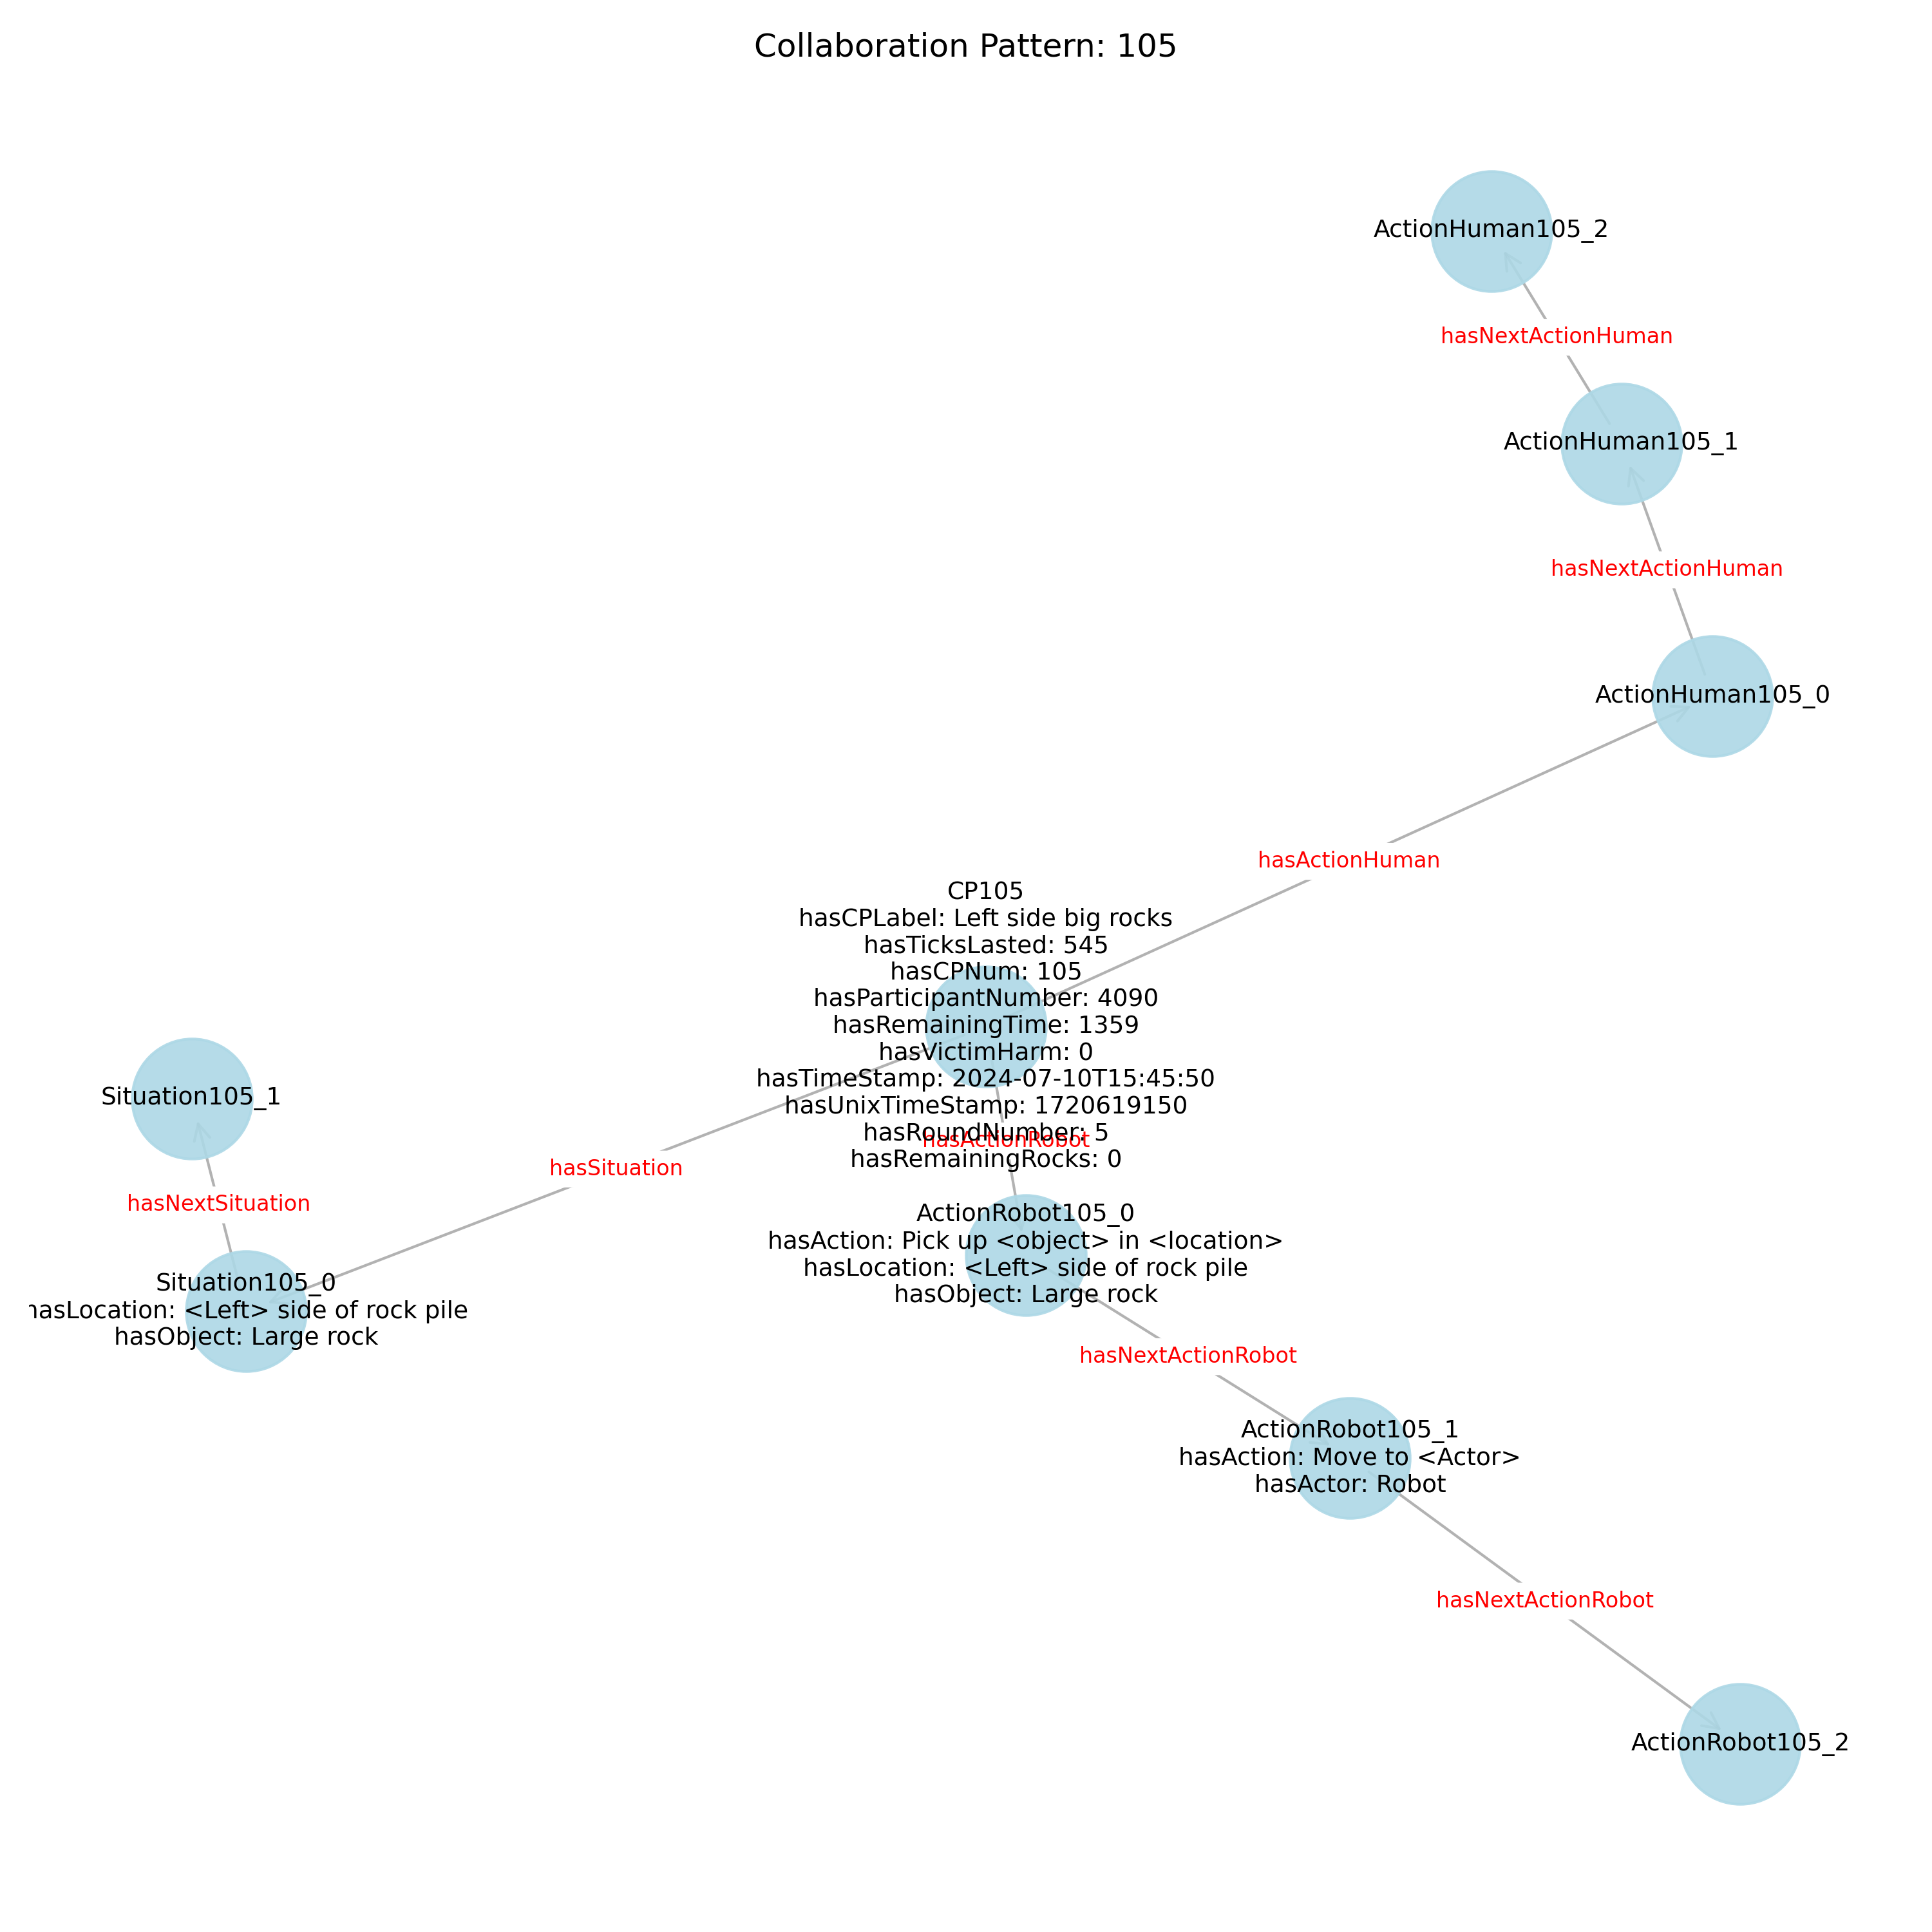 Collaboration Pattern: 105
ActionHuman105_2
hasNextActionHuman
ActionHuman105_1
hasNextActionHuman
ActionHuman105_0
hasActionHuman
CP105
hasCPLabel: Left side big rocks
hasTicksLasted: 545
hasCPNum: 105
hasParticipantNumber: 4090
hasRemainingTime: 1359
hasVictimHarm: 0
hasTimeStamp: 2024-07-10T15:45:50
hasUnixTimeStamp: 1720619150
hasRoundNumber: 5
hasRemainingRocks: 0
hasActionRobot
Situation105_1
hasSituation
hasNextSituation
Situation105_0
hasLocation: <Left> side of rock pile
hasObject: Large rock
ActionRobot105_0
hasAction: Pick up <object> in <location>
hasLocation: <Left> side of rock pile
hasObject: Large rock
hasNextActionRobot
ActionRobot105_1
hasAction: Move to <Actor>
hasActor: Robot
hasNextActionRobot
ActionRobot105_2